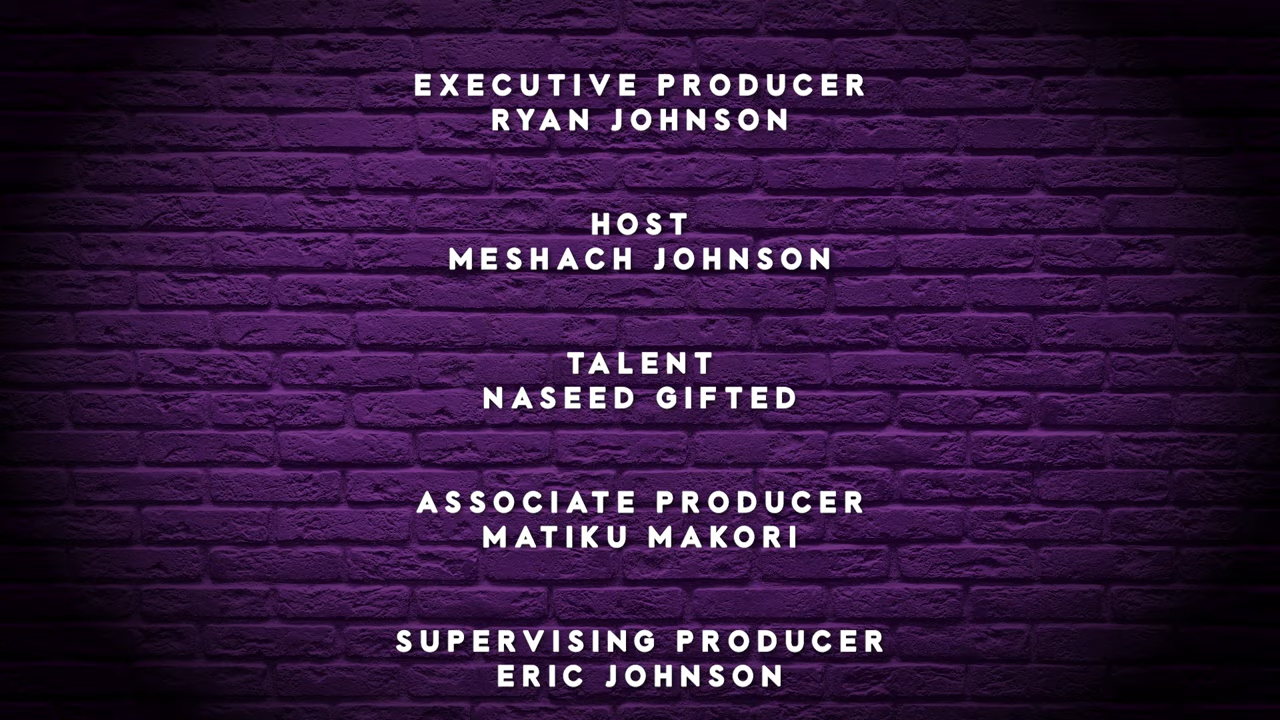 EXECUTIVE PRODUCER
RYAN JOHNSON
HOST
MESHACH JOHNSON
TALENT
NASEED GIFTED
ASSOCIATE PRODUCER
MATIKU MAKORI
SUPERVISING PRODUCER
ERIC JOHNSON